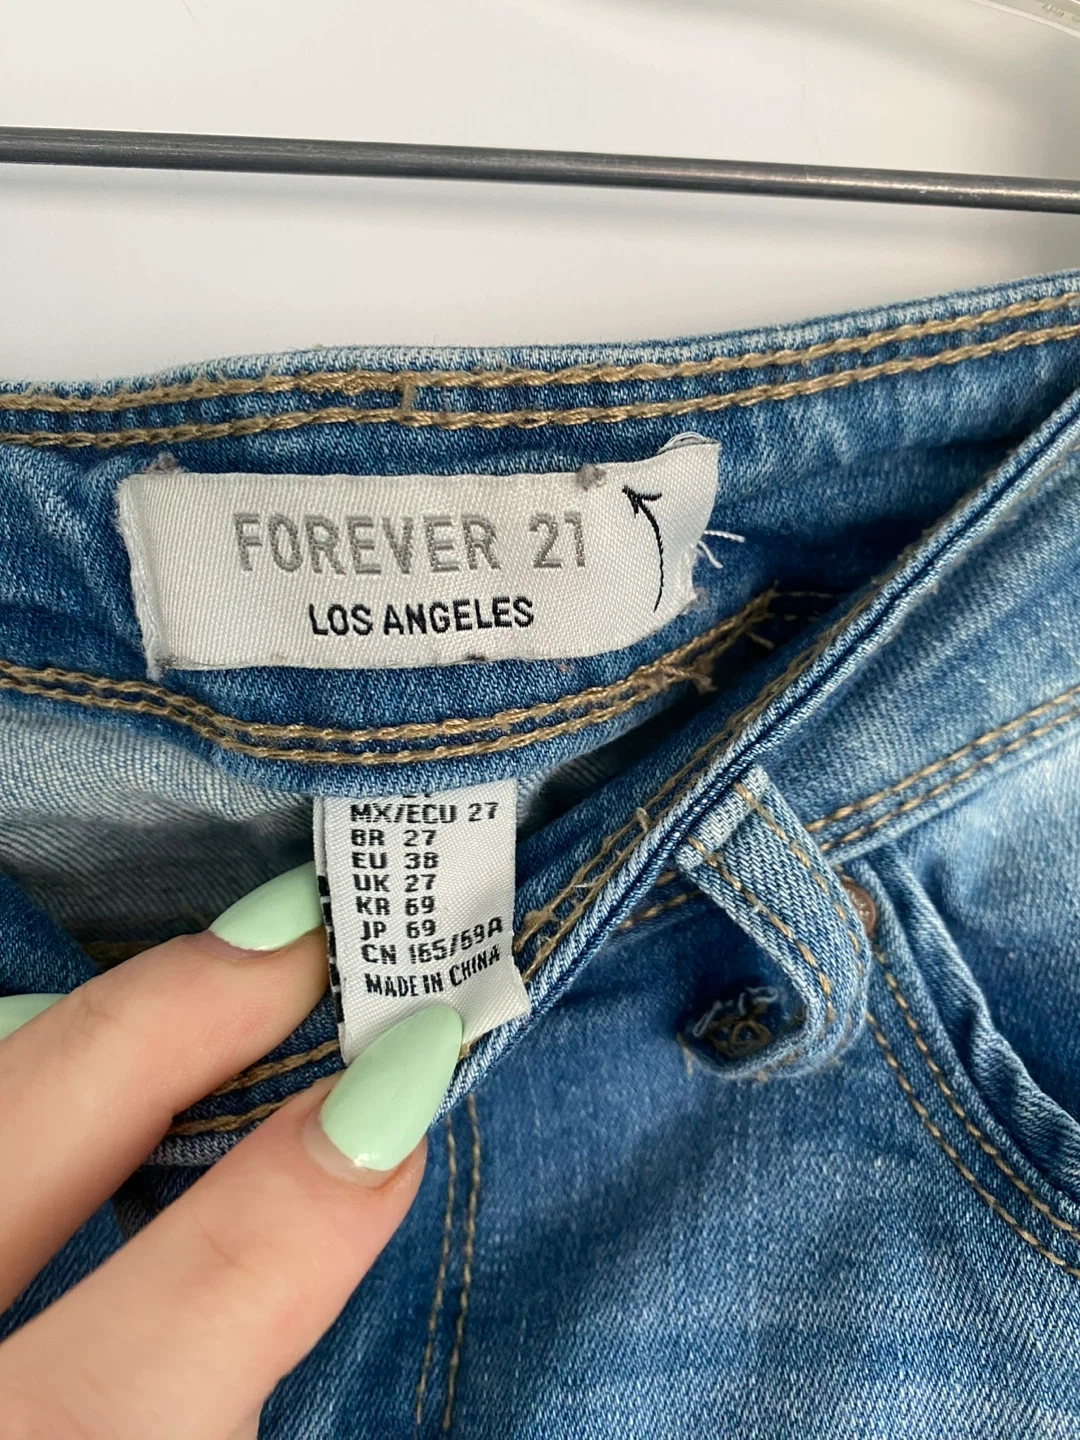 FOREVER 21
LOS ANGELES
MX/ECU 27
BR 27
EU 38
UK 27
KR 69
JP 69
CN 165/69A
MADE IN CHINA